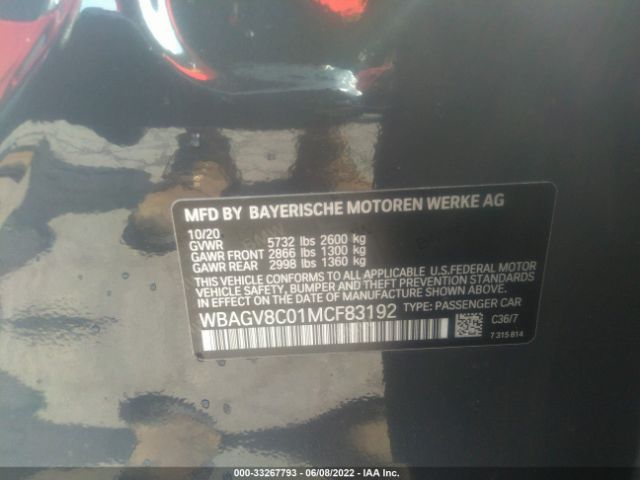 MFD BY BAYERISCHE MOTOREN WERKE AG
10/20
GVWR 5732 lbs 2600 kg
GAWR FRONT 2866 lbs 1300 kg
GAWR REAR 2998 lbs 1360 kg
THIS VEHICLE CONFORMS TO ALL APPLICABLE U.S.FEDERAL MOTOR
VEHICLE SAFETY, BUMPER AND THEFT PREVENTION STANDARDS
IN EFFECT ON THE DATE OF MANUFACTURE SHOWN ABOVE.
WBAGV8C01MCF83192 TYPE: PASSENGER CAR
C36/7
7 315 814
000-33267793 - 06/08/2022 - IAA Inc.